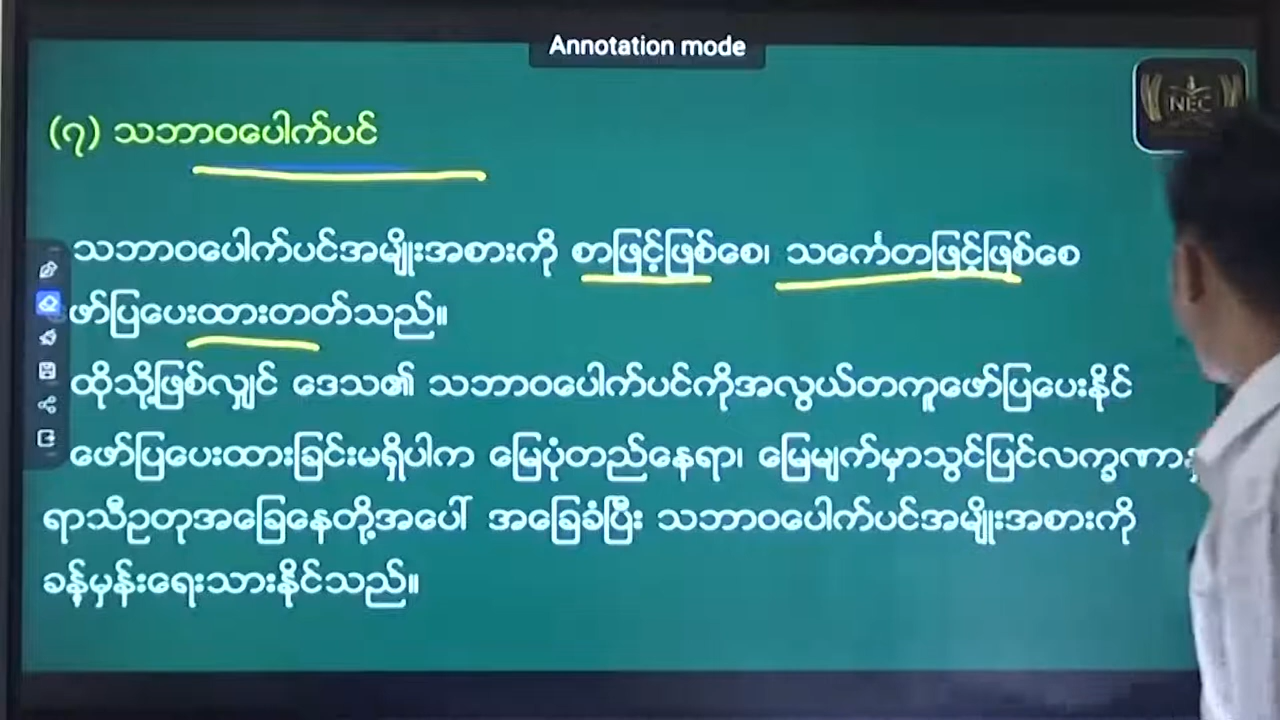 Annotation mode
NEC
(၇) သဘာဝပေါက်ပင်
သဘာဝပေါက်ပင်အမျိုးအစားကို စာဖြင့်ဖြစ်စေ၊ သင်္ကေတဖြင့်ဖြစ်စေ
ဖော်ပြပေးထားတတ်သည်။
ထိုသို့ဖြစ်လျှင် ဒေသ၏ သဘာဝပေါက်ပင်ကိုအလွယ်တကူဖော်ပြပေးနိုင်
ဖော်ပြပေးထားခြင်းမရှိပါက မြေပုံတည်နေရာ၊ မြေမျက်မှာသွင်ပြင်လက္ခဏာ
ရာသီဥတုအခြေနေတို့အပေါ် အခြေခံပြီး သဘာဝပေါက်ပင်အမျိုးအစားကို
ခန့်မှန်းရေးသားနိုင်သည်။